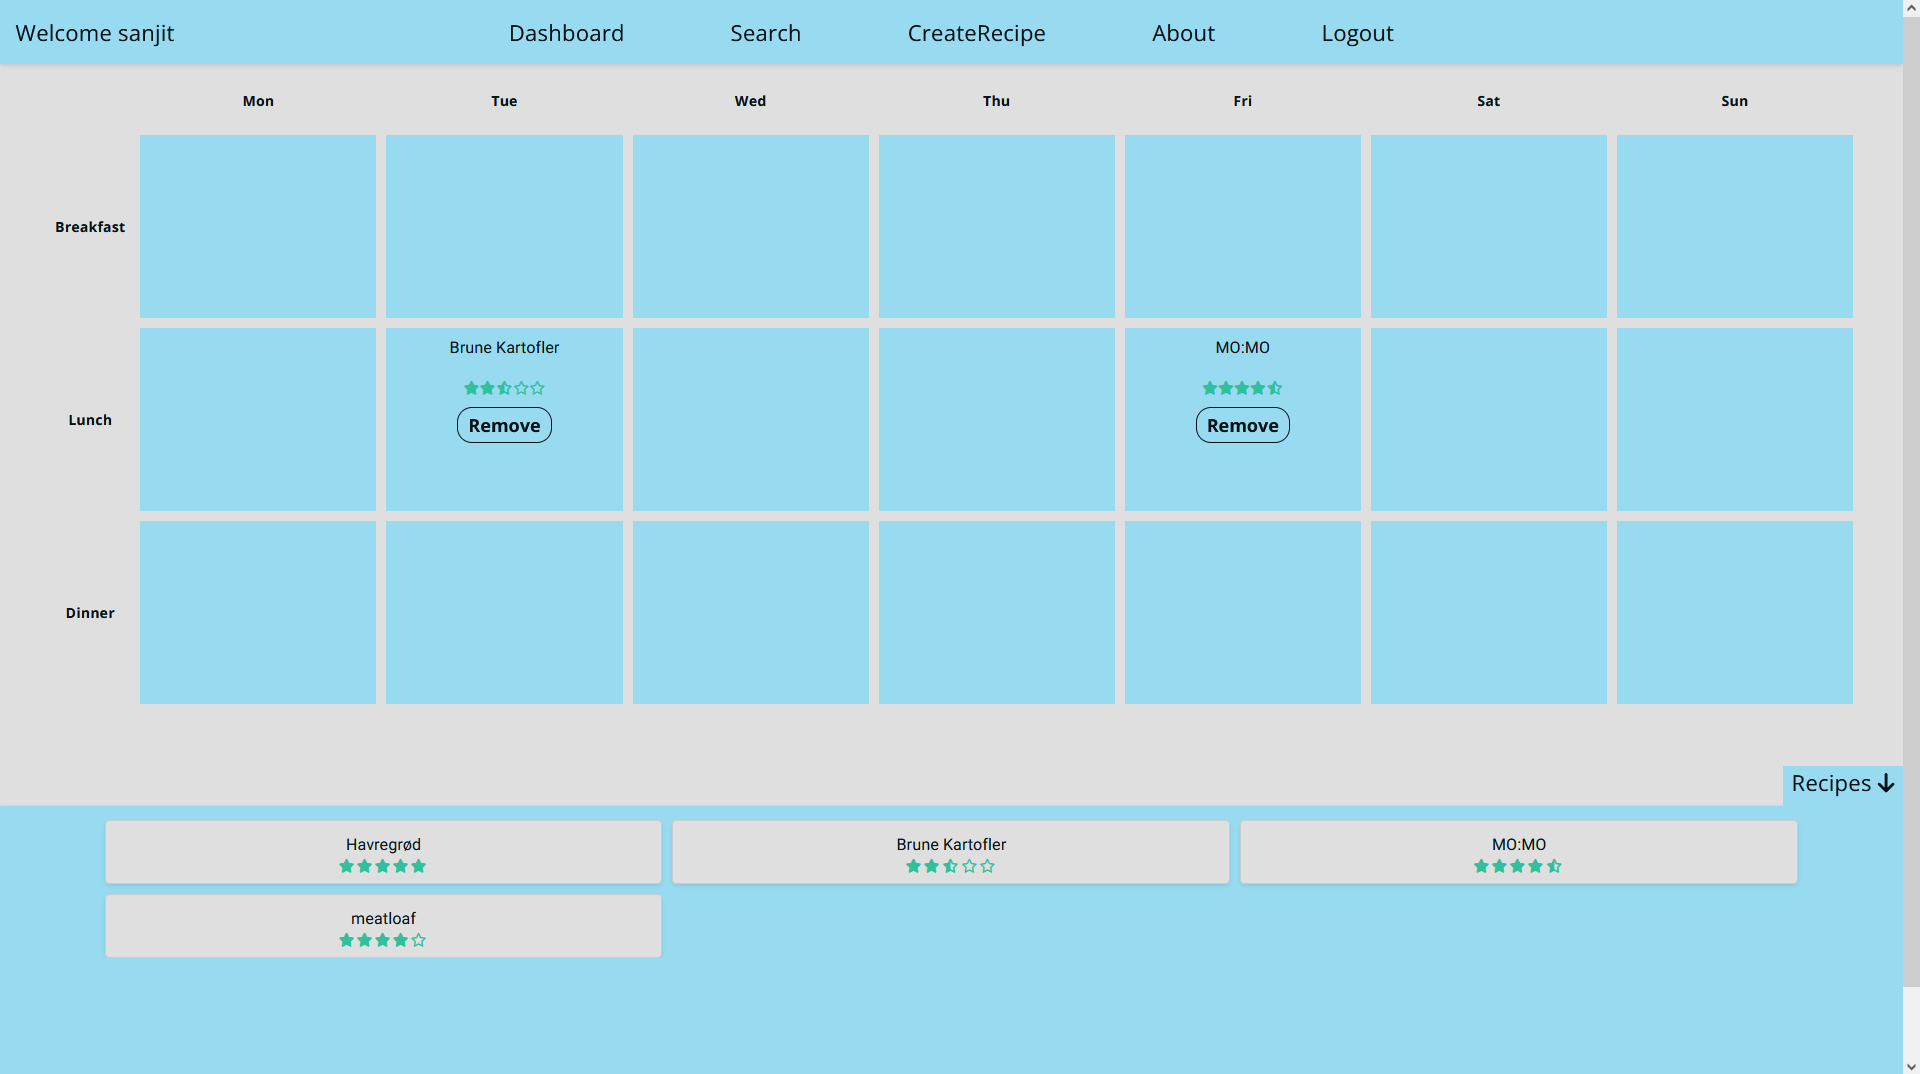 Welcome sanjit Dashboard Search CreateRecipe About Logout
Mon Tue Wed Thu Fri Sat Sun
Breakfast
Brune Kartofler MO:MO
Lunch Remove Remove
Dinner
Recipes
Havregrød Brune Kartofler MO:MO
meatloaf